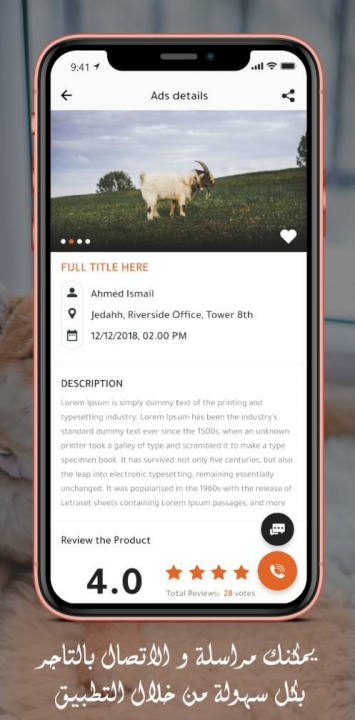 9:41
Ads details
FULL TITLE HERE
Ahmed Ismail
Jedahh, Riverside Office, Tower 8th
12/12/2018, 02.00 PM
DESCRIPTION
Lorem Ipsum is simply dummy text of the printing and
typesetting industry. Lorem Ipsum has been the industry's
standard dummy text ever since the 1500s, when an unknown
printer took a galley of type and scrambled it to make a type
specimen book. It has survived not only five centuries, but also
the leap into electronic typesetting, remaining essentially
unchanged. It was popularised in the 1960s with the release of
Letraset sheets containing Lorem Ipsum passages, and more
Review the Product
4.0
Total Reviews: 28 votes
يمكنك مراسلة و الاتصال بالتاجر
بكل سهولة من خلال التطبيق